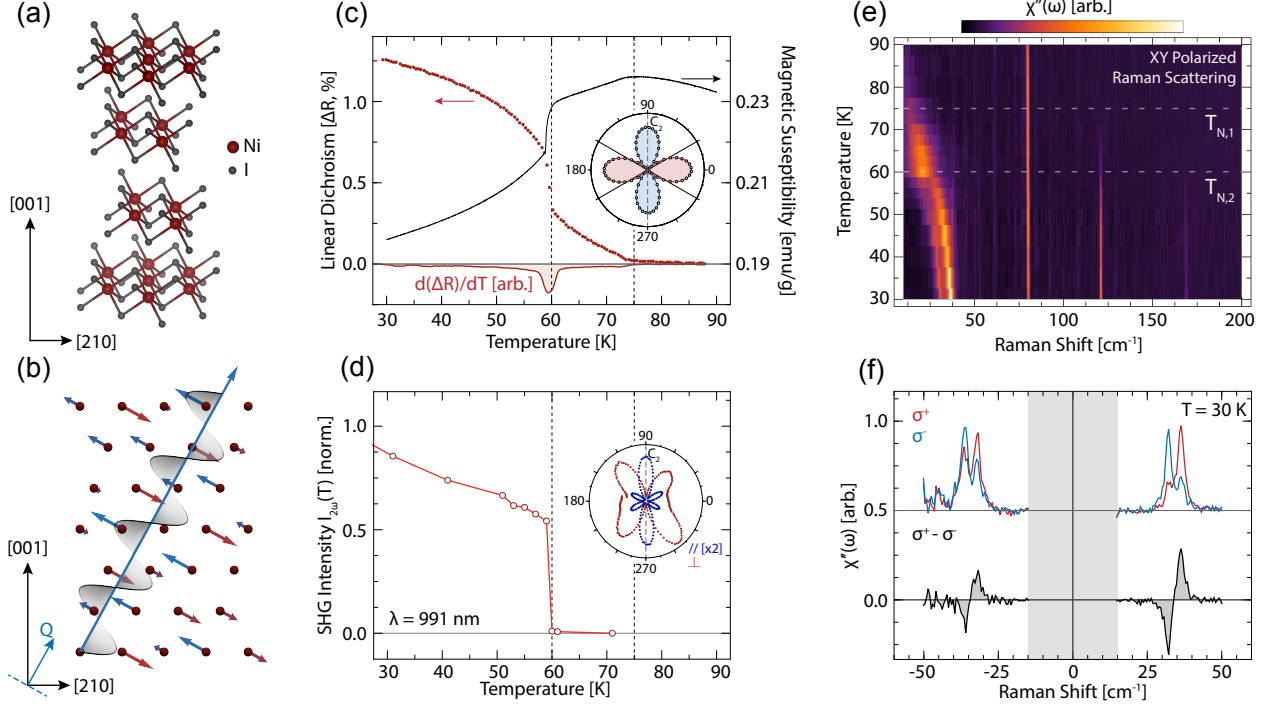 (a)
Ni
I
[001]
[210]
(b)
[001]
Q
[210]
(c)
Linear Dichroism [ΔR, %]
1.0
0.5
0.0
0.23
0.21
0.19
Magnetic Suseptibility [emu/g]
90
C₂
180
0
270
d(ΔR)/dT [arb.]
30 40 50 60 70 80 90
Temperature [K]
(d)
SHG Intensity I₂ω(T) [norm.]
1.0
0.5
0.0
90
C₂
180
0
270
// [x2]
⊥
λ = 991 nm
30 40 50 60 70 80 90
Temperature [K]
(e)
χ″(ω) [arb.]
XY Polarized
Raman Scattering
Temperature [K]
90
80
70
60
50
40
30
T_N,1
T_N,2
50 100 150 200
Raman Shift [cm⁻¹]
(f)
χ″(ω) [arb.]
1.0
0.5
0.0
σ⁺
σ⁻
T = 30 K
σ⁺ - σ⁻
-50 -25 0 25 50
Raman Shift [cm⁻¹]